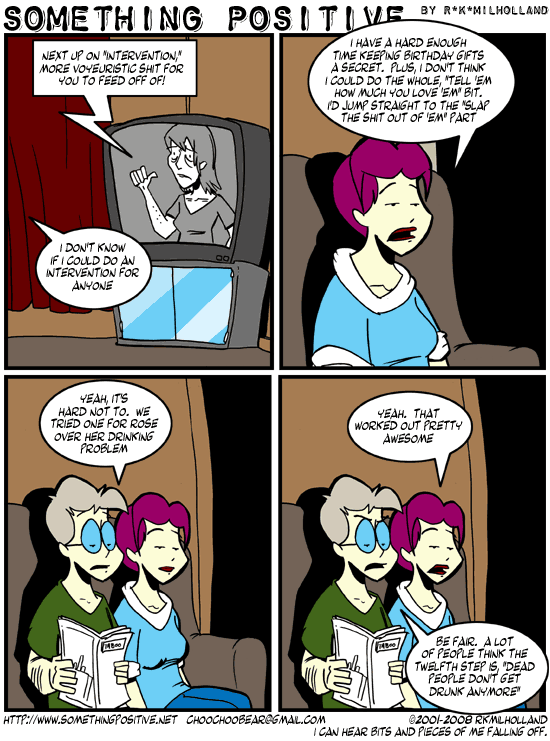 SOMETHING POSITIVE BY R*K*MILHOLLAND
NEXT UP ON "INTERVENTION,"
MORE VOYEURISTIC SHIT FOR
YOU TO FEED OFF OF!
I DON'T KNOW
IF I COULD DO AN
INTERVENTION FOR
ANYONE
I HAVE A HARD ENOUGH
TIME KEEPING BIRTHDAY GIFTS
A SECRET. PLUS, I DON'T THINK
I COULD DO THE WHOLE, "TELL 'EM
HOW MUCH YOU LOVE 'EM" BIT.
I'D JUMP STRAIGHT TO THE "SLAP
THE SHIT OUT OF 'EM" PART
YEAH, IT'S
HARD NOT TO. WE
TRIED ONE FOR ROSE
OVER HER DRINKING
PROBLEM
YEAH. THAT
WORKED OUT PRETTY
AWESOME
BE FAIR. A LOT
OF PEOPLE THINK THE
TWELFTH STEP IS, "DEAD
PEOPLE DON'T GET
DRUNK ANYMORE"
HTTP://WWW.SOMETHINGPOSITIVE.NET CHOOCHOOBEAR@GMAIL.COM ©2001-2008 RKMILHOLLAND
I CAN HEAR BITS AND PIECES OF ME FALLING OFF.